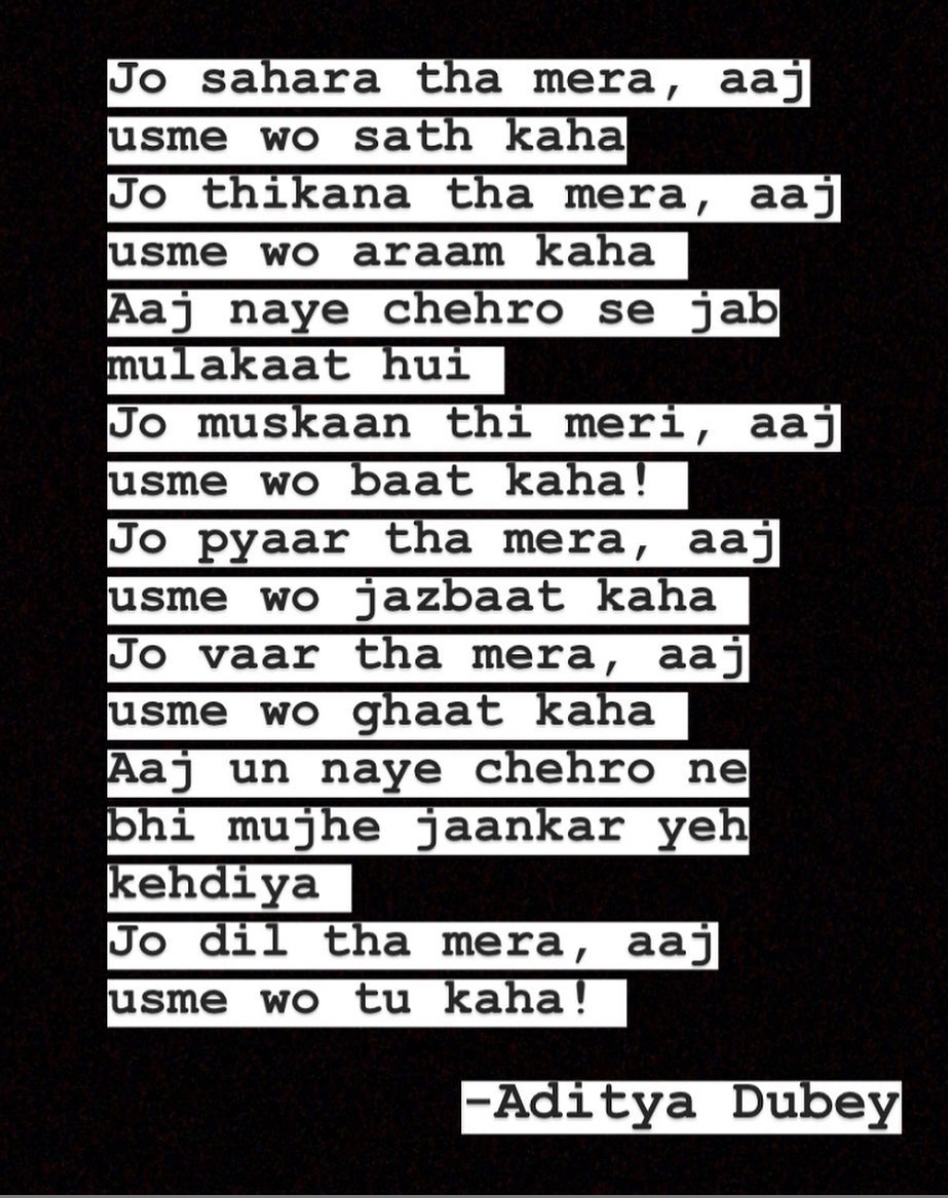 Jo sahara tha mera, aaj
usme wo sath kaha
Jo thikana tha mera, aaj
usme wo araam kaha
Aaj naye chehro se jab
mulakaat hui
Jo muskaan thi meri, aaj
usme wo baat kaha!
Jo pyaar tha mera, aaj
usme wo jazbaat kaha
Jo vaar tha mera, aaj
usme wo ghaat kaha
Aaj un naye chehro ne
bhi mujhe jaankar yeh
kehdiya
Jo dil tha mera, aaj
usme wo tu kaha!
-Aditya Dubey